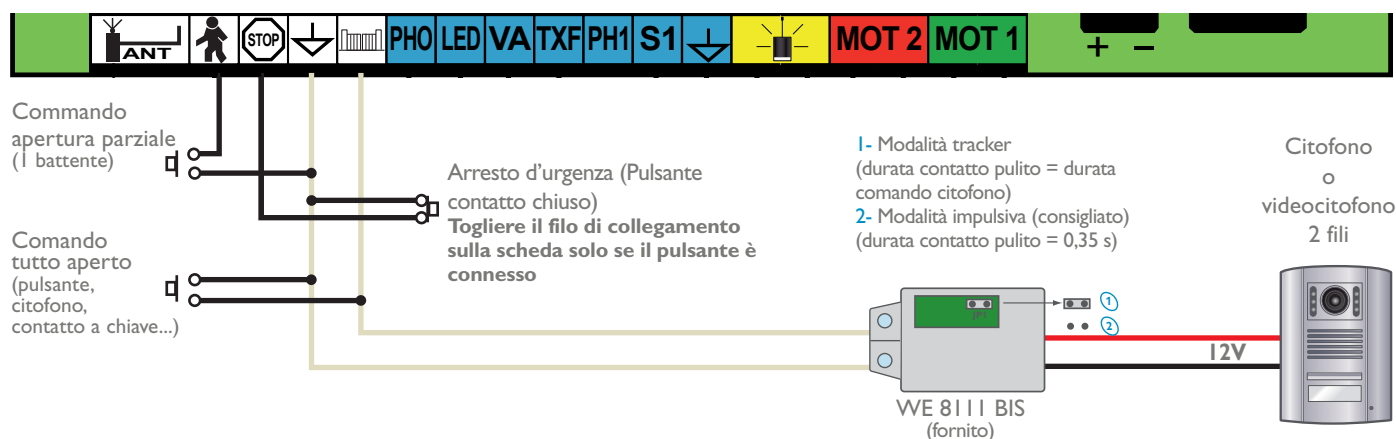 ANT STOP PHO LED VA TXF PH1 S1 MOT 2 MOT 1 + –
Commando
apertura parziale
(1 battente)
Arresto d'urgenza (Pulsante
contatto chiuso)
Togliere il filo di collegamento
sulla scheda solo se il pulsante è
connesso
Comando
tutto aperto
(pulsante,
citofono,
contatto a chiave...)
1- Modalità tracker
(durata contatto pulito = durata
comando citofono)
2- Modalità impulsiva (consigliato)
(durata contatto pulito = 0,35 s)
Citofono
o
videocitofono
2 fili
JP1
1
2
12V
WE 8111 BIS
(fornito)